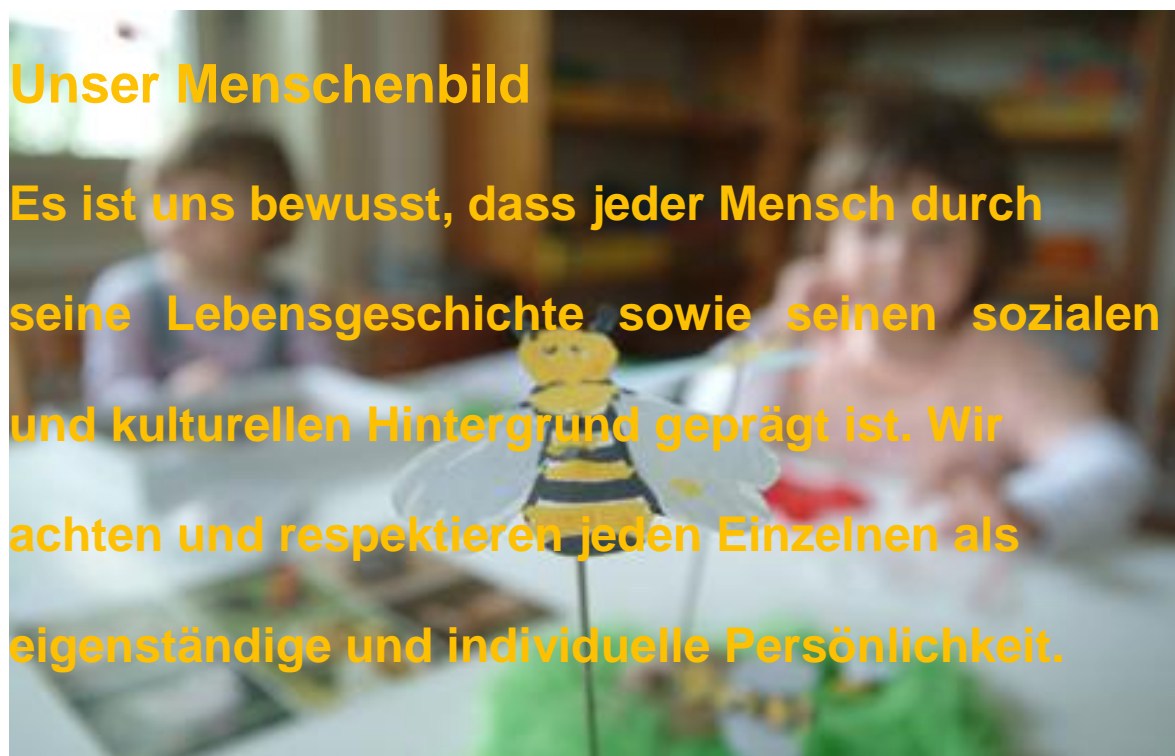 Unser Menschenbild
Es ist uns bewusst, dass jeder Mensch durch
seine Lebensgeschichte sowie seinen sozialen
und kulturellen Hintergrund geprägt ist. Wir
achten und respektieren jeden Einzelnen als
eigenständige und individuelle Persönlichkeit.